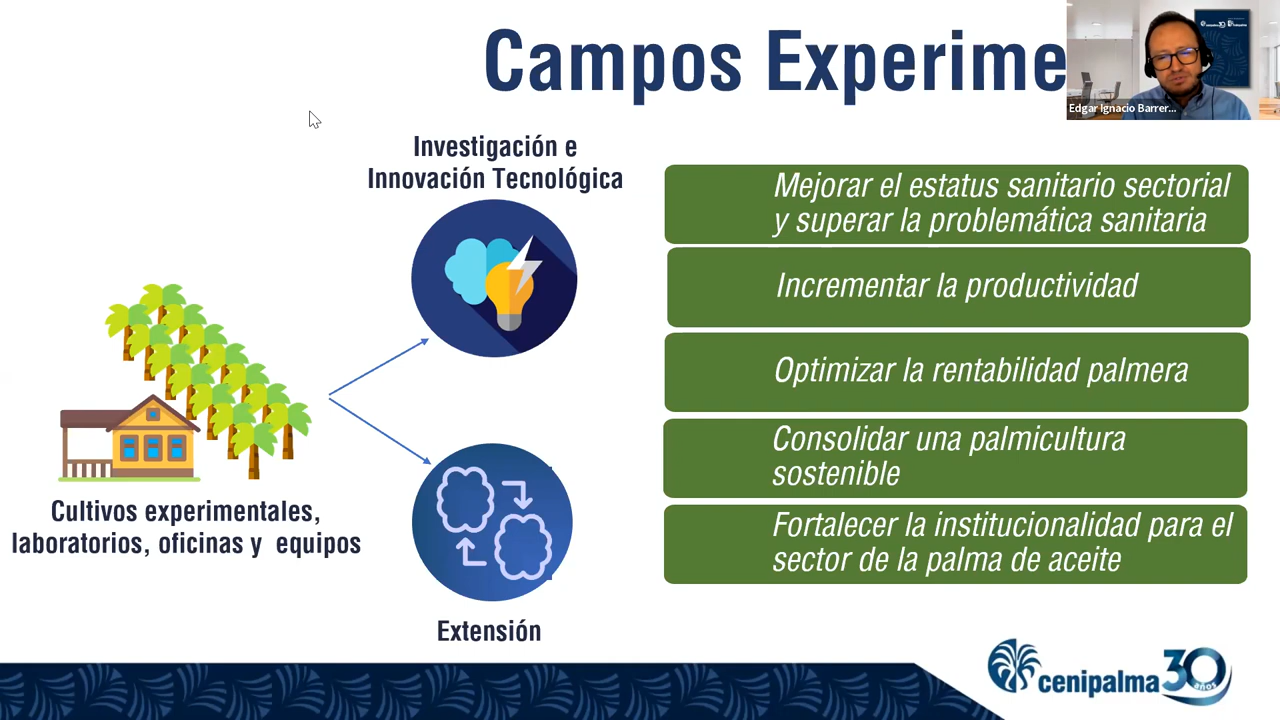 Campos Experime
Edgar Ignacio Barrer...
Investigación e
Innovación Tecnológica
Mejorar el estatus sanitario sectorial
y superar la problemática sanitaria
Incrementar la productividad
Optimizar la rentabilidad palmera
Consolidar una palmicultura
sostenible
Fortalecer la institucionalidad para el
sector de la palma de aceite
Cultivos experimentales,
laboratorios, oficinas y equipos
Extensión
cenipalma 30 años